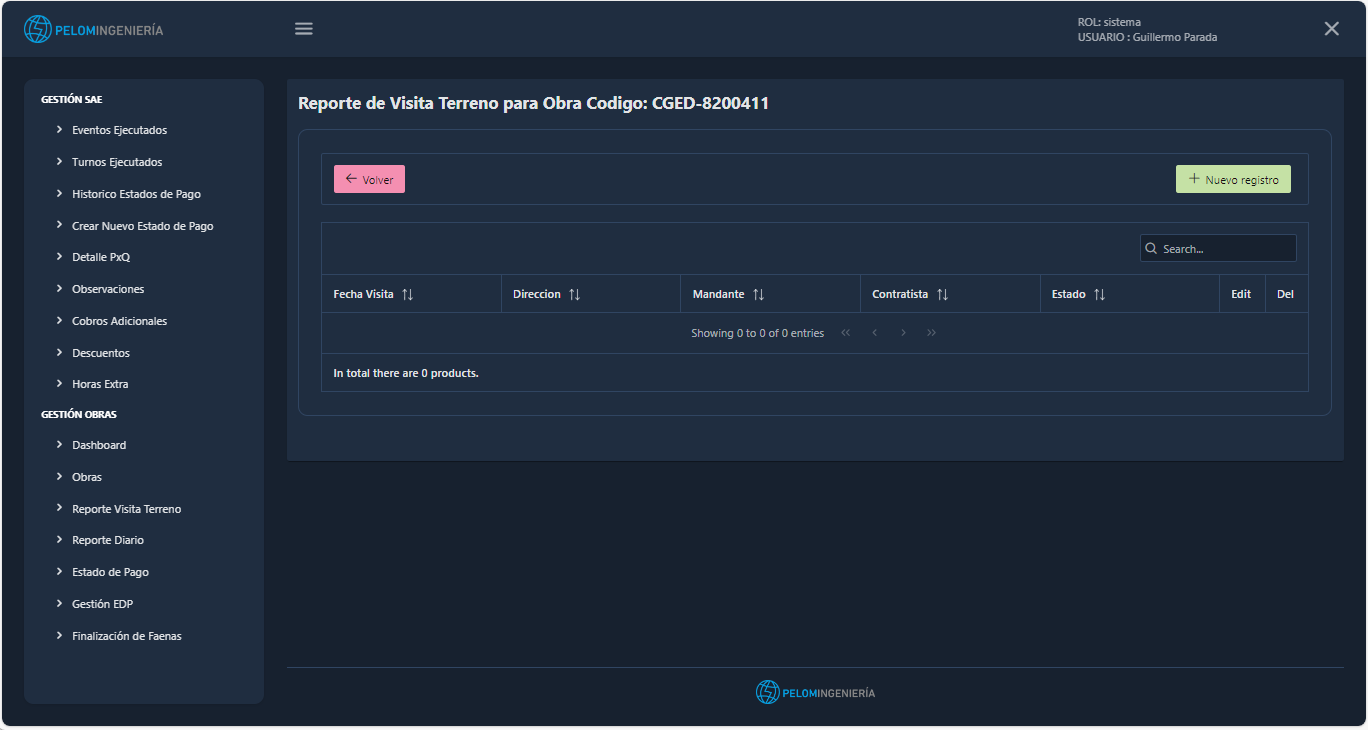 PELOMINGENIERÍA
ROL: sistema
USUARIO : Guillermo Parada
GESTIÓN SAE
Eventos Ejecutados
Turnos Ejecutados
Historico Estados de Pago
Crear Nuevo Estado de Pago
Detalle PxQ
Observaciones
Cobros Adicionales
Descuentos
Horas Extra
GESTIÓN OBRAS
Dashboard
Obras
Reporte Visita Terreno
Reporte Diario
Estado de Pago
Gestión EDP
Finalización de Faenas
Reporte de Visita Terreno para Obra Codigo: CGED-8200411
Volver
Nuevo registro
Search...
Fecha Visita Direccion Mandante Contratista Estado Edit Del
Showing 0 to 0 of 0 entries
In total there are 0 products.
PELOMINGENIERÍA